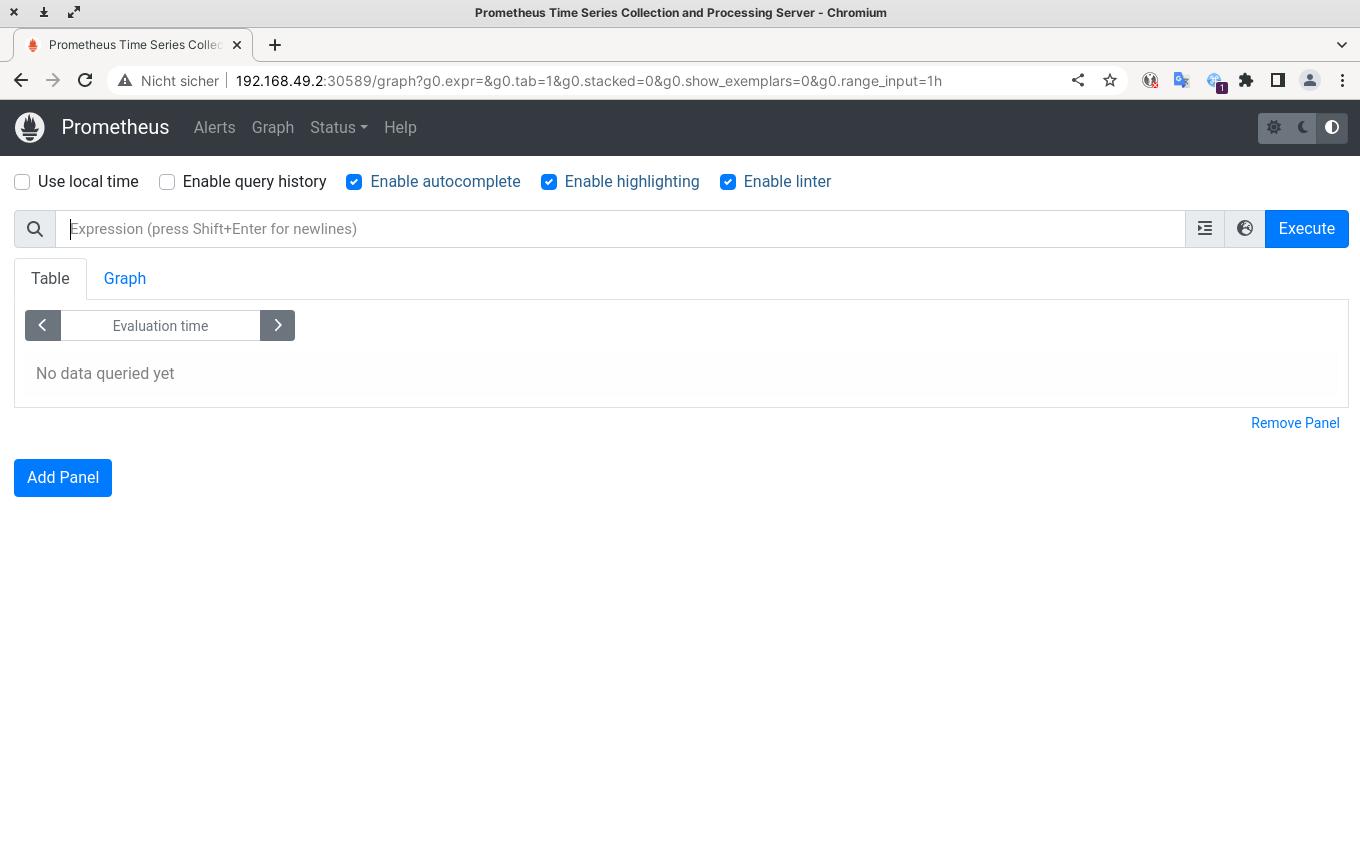 Prometheus Time Series Collection and Processing Server - Chromium
Prometheus Time Series Collec
Nicht sicher 192.168.49.2:30589/graph?g0.expr=&g0.tab=1&g0.stacked=0&g0.show_exemplars=0&g0.range_input=1h
1
Prometheus Alerts Graph Status Help
Use local time Enable query history Enable autocomplete Enable highlighting Enable linter
Expression (press Shift+Enter for newlines) Execute
Table Graph
Evaluation time
No data queried yet
Remove Panel
Add Panel